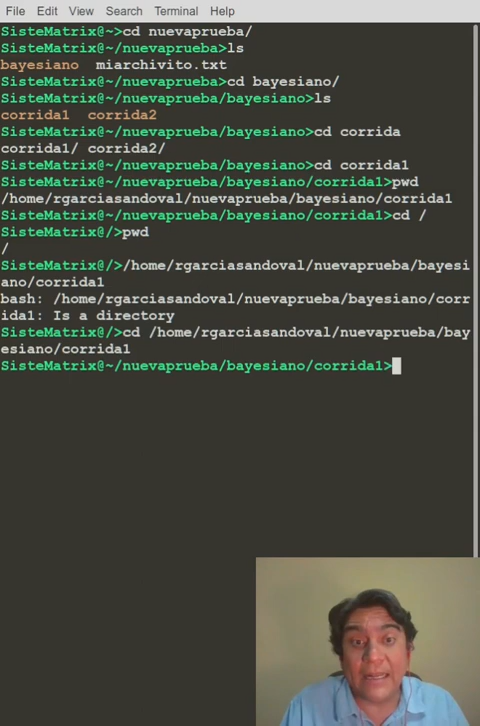 File Edit View Search Terminal Help
SisteMatrix@~>cd nuevaprueba/
SisteMatrix@~/nuevaprueba>ls
bayesiano  miarchivito.txt
SisteMatrix@~/nuevaprueba>cd bayesiano/
SisteMatrix@~/nuevaprueba/bayesiano>ls
corrida1  corrida2
SisteMatrix@~/nuevaprueba/bayesiano>cd corrida
corrida1/ corrida2/
SisteMatrix@~/nuevaprueba/bayesiano>cd corrida1
SisteMatrix@~/nuevaprueba/bayesiano/corrida1>pwd
/home/rgarciasandoval/nuevaprueba/bayesiano/corrida1
SisteMatrix@~/nuevaprueba/bayesiano/corrida1>cd /
SisteMatrix@/>pwd
/
SisteMatrix@/>/home/rgarciasandoval/nuevaprueba/bayesi
ano/corrida1
bash: /home/rgarciasandoval/nuevaprueba/bayesiano/corr
ida1: Is a directory
SisteMatrix@/>cd /home/rgarciasandoval/nuevaprueba/bay
esiano/corrida1
SisteMatrix@~/nuevaprueba/bayesiano/corrida1>